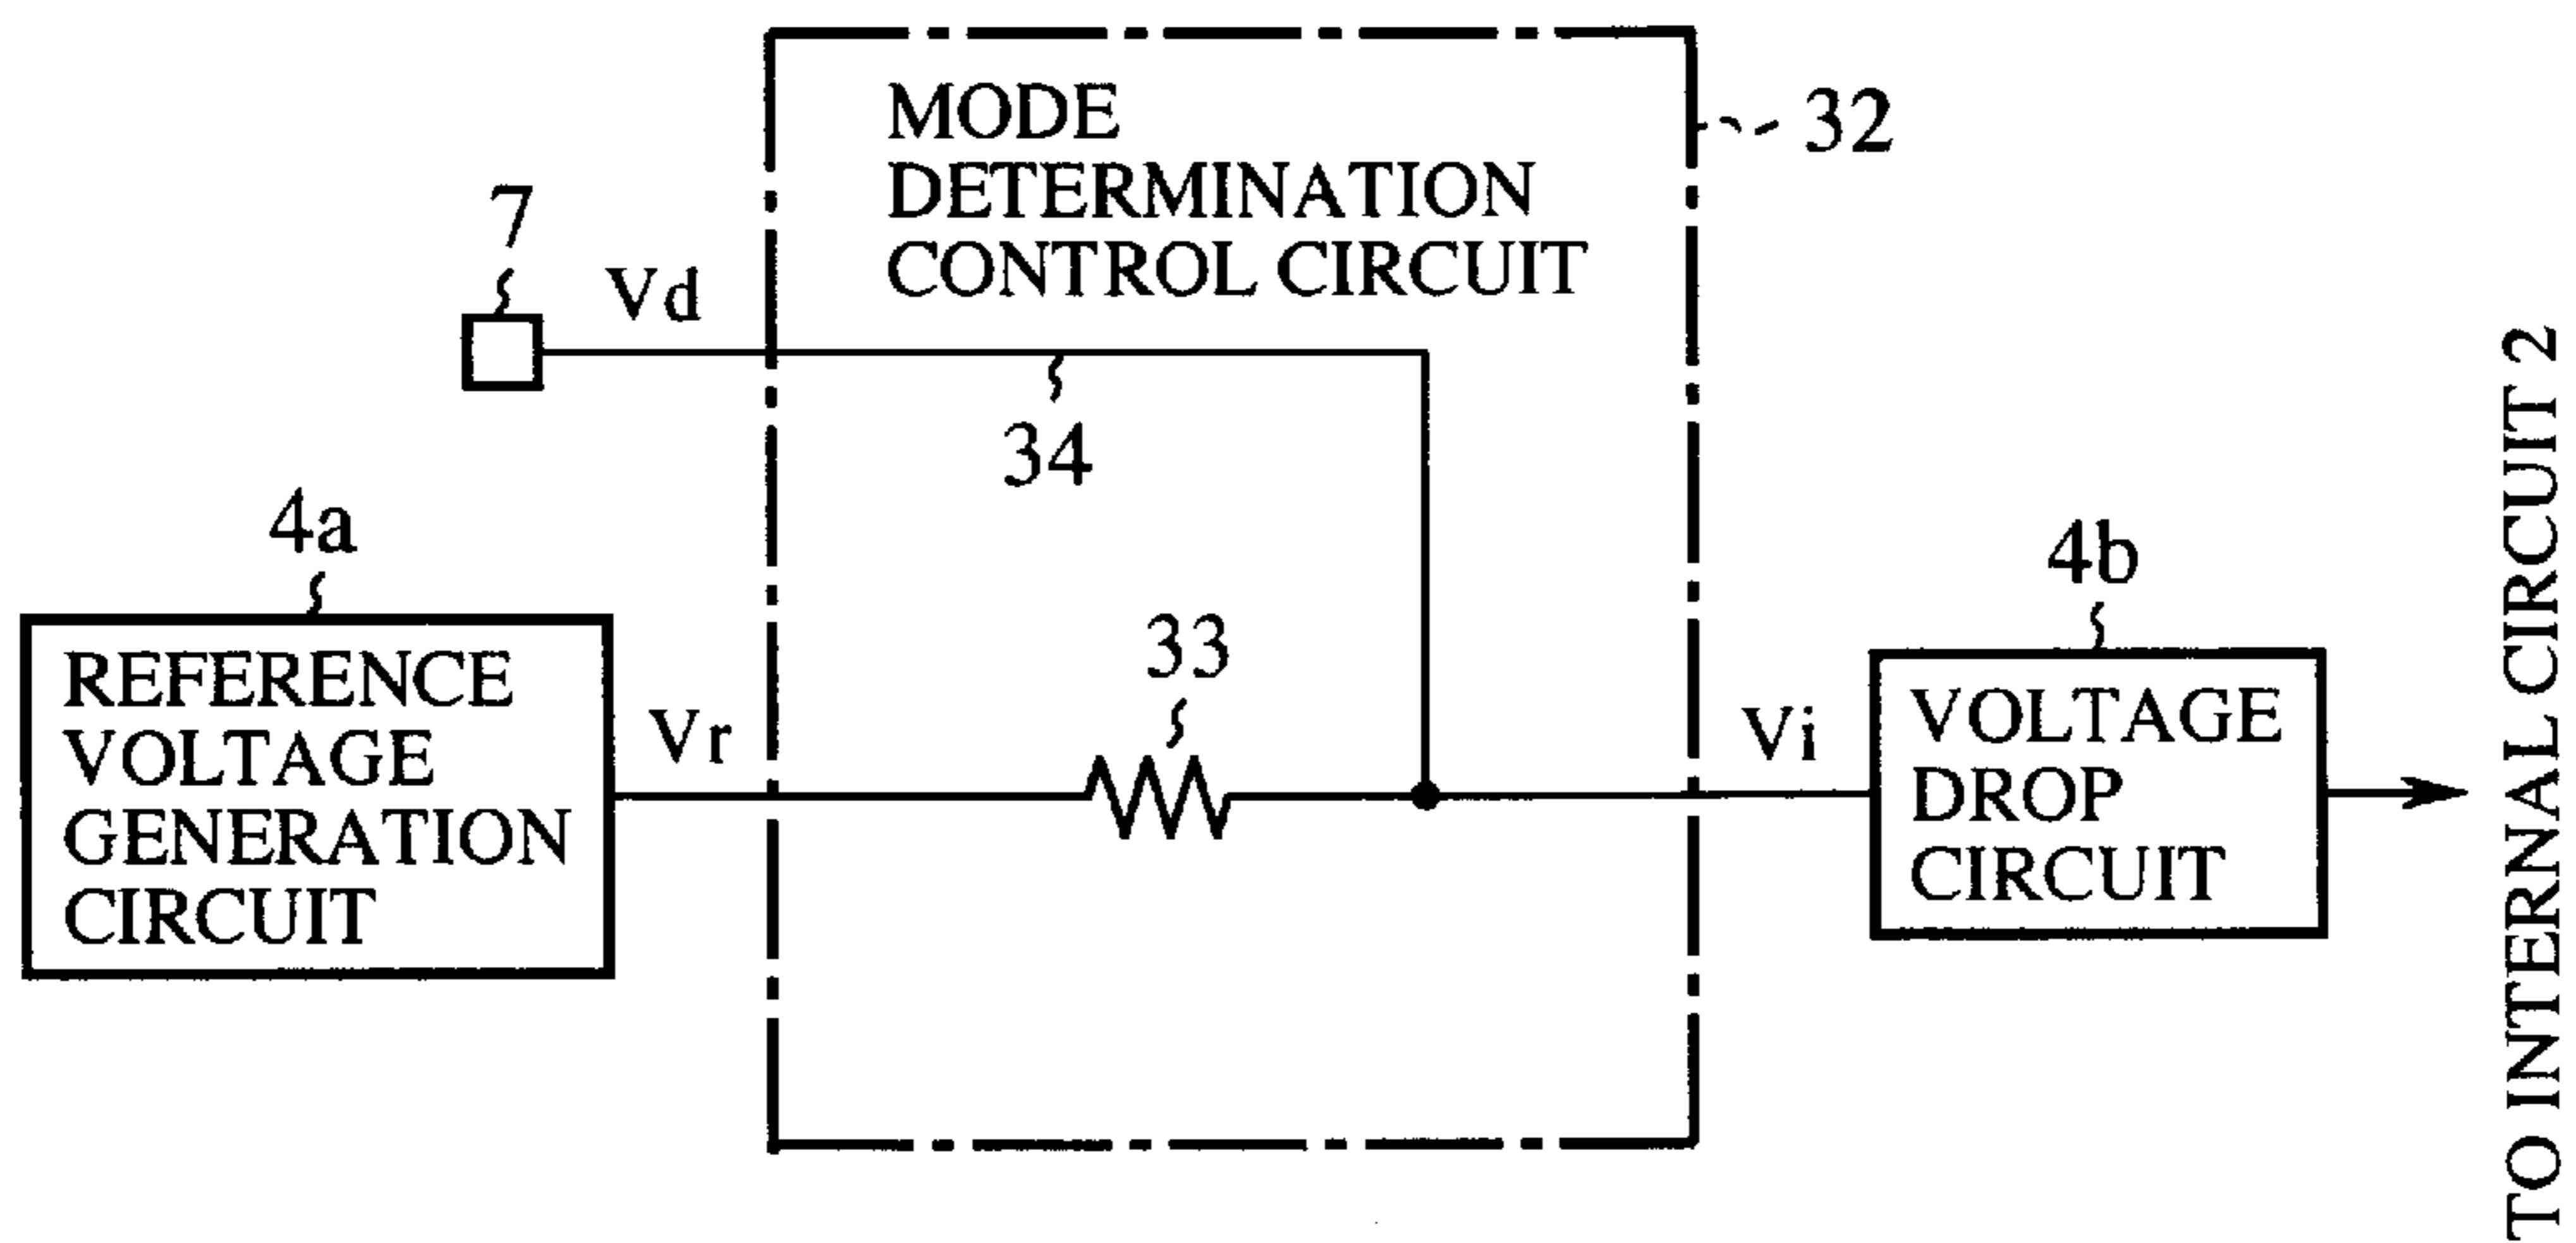 MODE
DETERMINATION
CONTROL CIRCUIT
32
7
Vd
34
4a
REFERENCE
VOLTAGE
GENERATION
CIRCUIT
Vr
33
Vi
4b
VOLTAGE
DROP
CIRCUIT
TO INTERNAL CIRCUIT 2